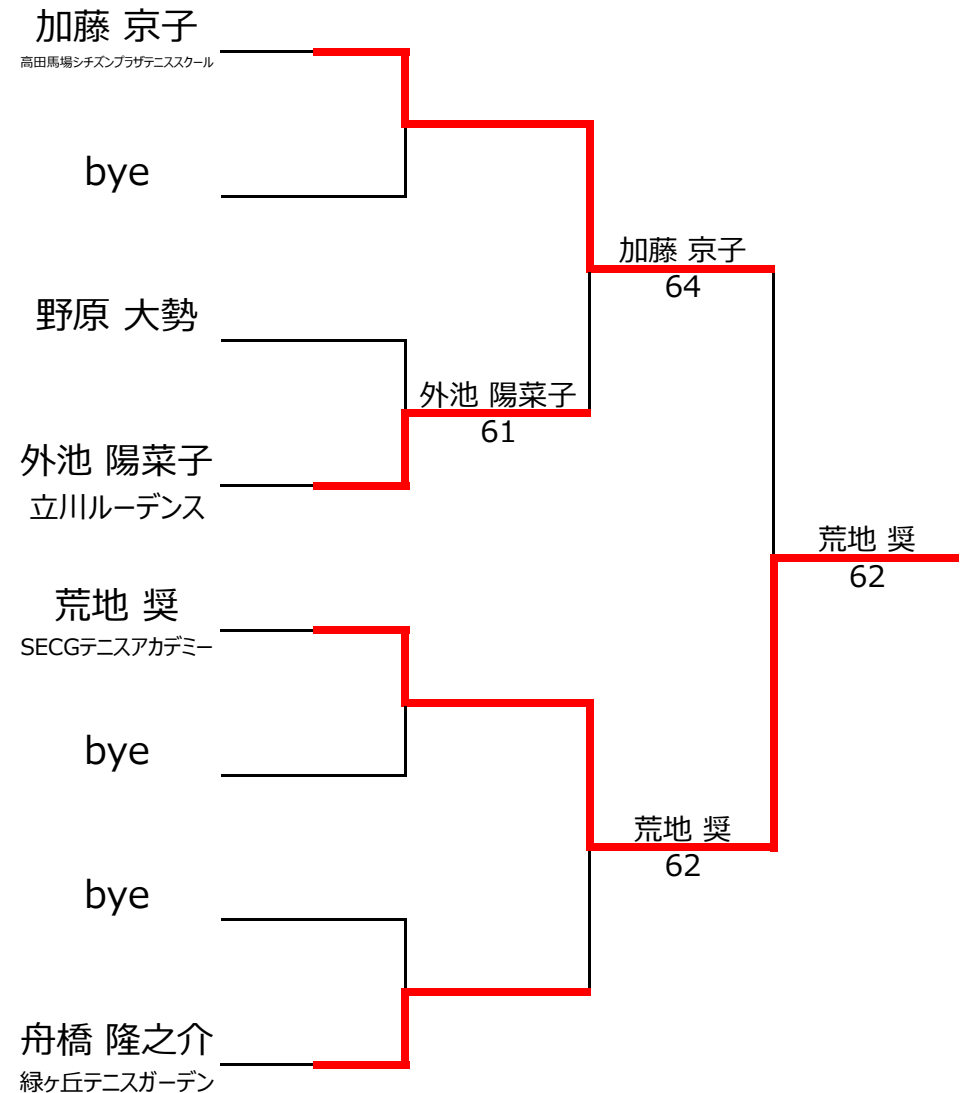 加藤 京子
高田馬場シチズンプラザテニススクール
bye
加藤 京子
64
野原 大勢
外池 陽菜子
61
外池 陽菜子
立川ルーデンス
荒地 奨
62
荒地 奨
SECGテニスアカデミー
bye
荒地 奨
62
bye
舟橋 隆之介
緑ヶ丘テニスガーデン